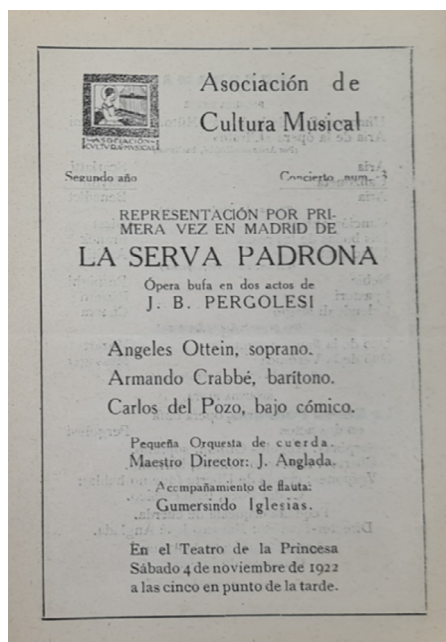 Asociación de
Cultura Musical
ASOCIACIÓN
CULTURA MUSICAL
Segundo año Concierto num. 3
REPRESENTACIÓN POR PRI-
MERA VEZ EN MADRID DE
LA SERVA PADRONA
Ópera bufa en dos actos de
J. B. PERGOLESI
Angeles Ottein, soprano.
Armando Crabbé, barítono.
Carlos del Pozo, bajo cómico.
Pequeña Orquesta de cuerda.
Maestro Director: J. Anglada.
Acompañamiento de flauta:
Gumersindo Iglesias.
En el Teatro de la Princesa
Sábado 4 de noviembre de 1922
a las cinco en punto de la tarde.